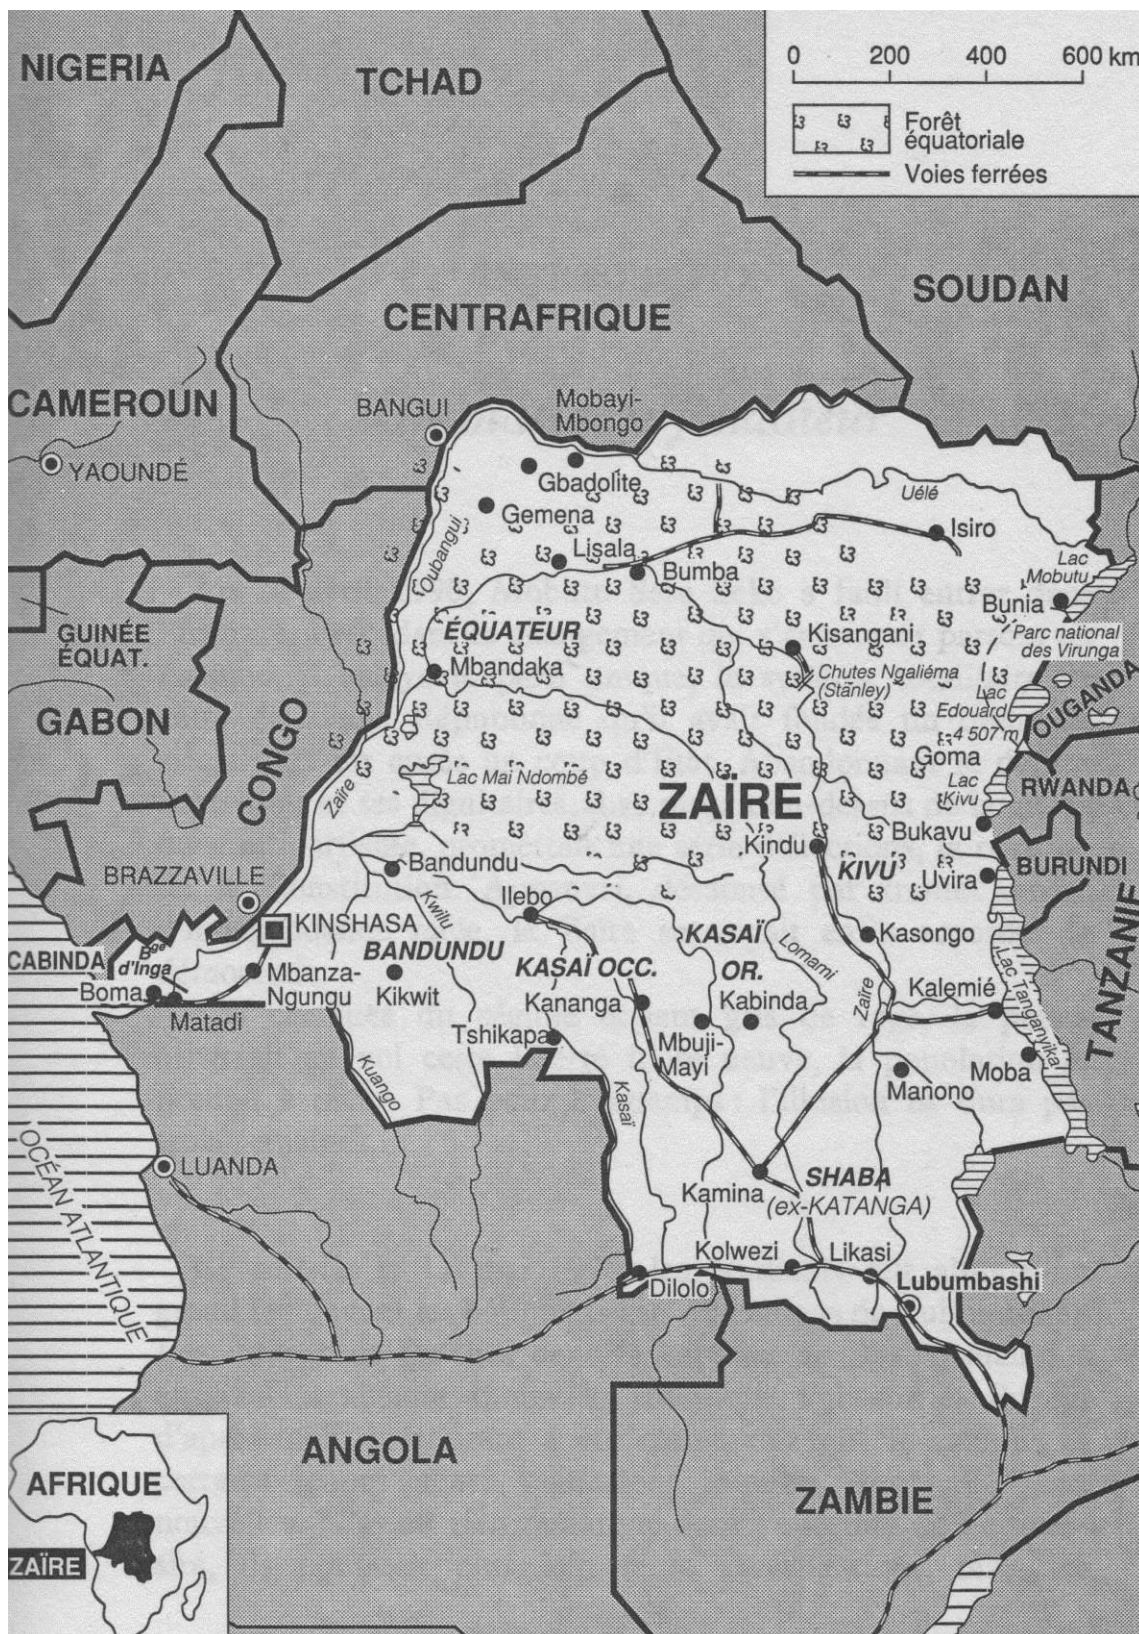 NIGERIA
TCHAD
0 200 400 600 km
Forêt
équatoriale
Voies ferrées
SOUDAN
CENTRAFRIQUE
CAMEROUN
YAOUNDÉ
BANGUI
Mobayi-
Mbongo
Gbadolite
Gemena
Uélé
Isiro
Oubangui
Lisala
Bumba
Lac
Mobutu
Bunia
GUINÉE
ÉQUAT.
ÉQUATEUR
Mbandaka
Kisangani
Parc national
des Virunga
Chutes Ngaliéma
(Stanley)
Lac
Edouard
OUGANDA
4 507 m
GABON
CONGO
Goma
Zaïre
Lac Mai Ndombé
ZAÏRE
Lac
Kivu
RWANDA
Bukavu
Kindu
KIVU
BURUNDI
Uvira
BRAZZAVILLE
Bandundu
Ilebo
Kwilu
KINSHASA
BANDUNDU
KASAÏ
OR.
Lomami
Kasongo
CABINDA
Bge
d'Inga
Boma
Matadi
Mbanza-
Ngungu
Kikwit
KASAÏ OCC.
Kananga
Kabinda
Zaïre
Kalemié
Lac Tanganyika
TANZANIE
Tshikapa
Mbuji-
Mayi
Manono
Moba
Kuango
Kasaï
OCÉAN ATLANTIQUE
LUANDA
Kamina
SHABA
(ex-KATANGA)
Kolwezi
Likasi
Dilolo
Lubumbashi
ANGOLA
ZAMBIE
AFRIQUE
ZAÏRE